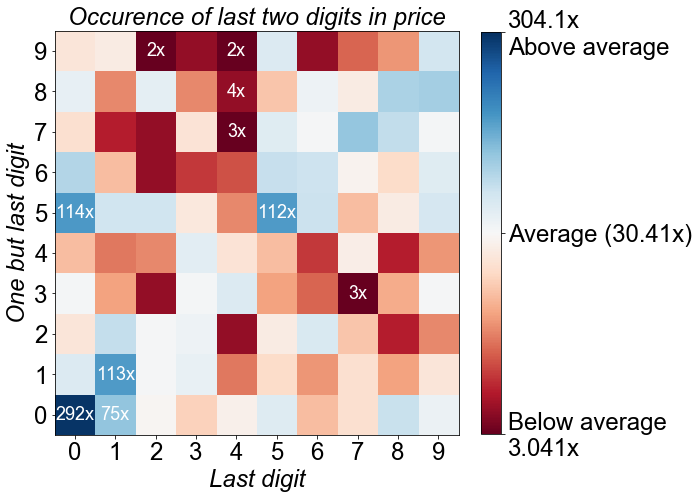 Occurence of last two digits in price
304.1x
Above average
9
2x
2x
8
4x
7
3x
6
5
114x
112x
Average (30.41x)
4
3
3x
2
1
113x
0
292x
75x
Below average
3.041x
0 1 2 3 4 5 6 7 8 9
Last digit
One but last digit